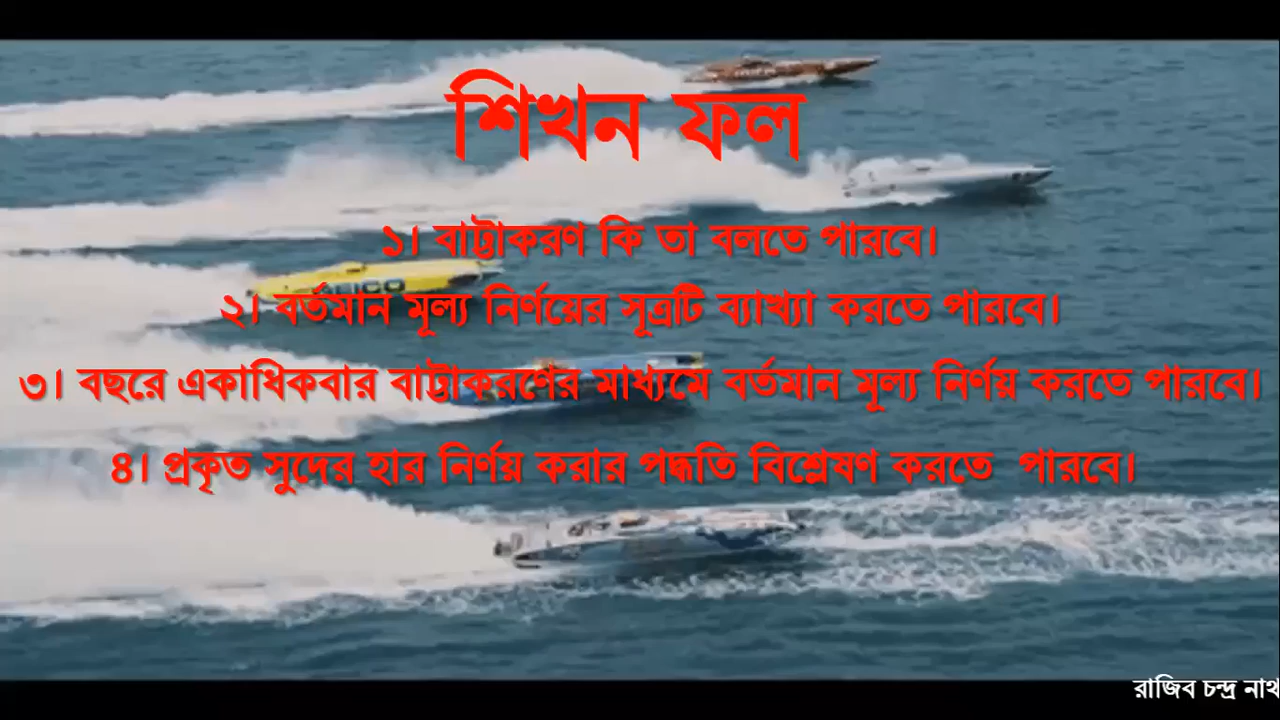 শিখন ফল
১। বাট্টাকরণ কি তা বলতে পারবে।
২। বর্তমান মূল্য নির্ণয়ের সূত্রটি ব্যাখ্যা করতে পারবে।
৩। বছরে একাধিকবার বাট্টাকরণের মাধ্যমে বর্তমান মূল্য নির্ণয় করতে পারবে।
৪। প্রকৃত সুদের হার নির্ণয় করার পদ্ধতি বিশ্লেষণ করতে পারবে।
GEICO
রাজিব চন্দ্র নাথ